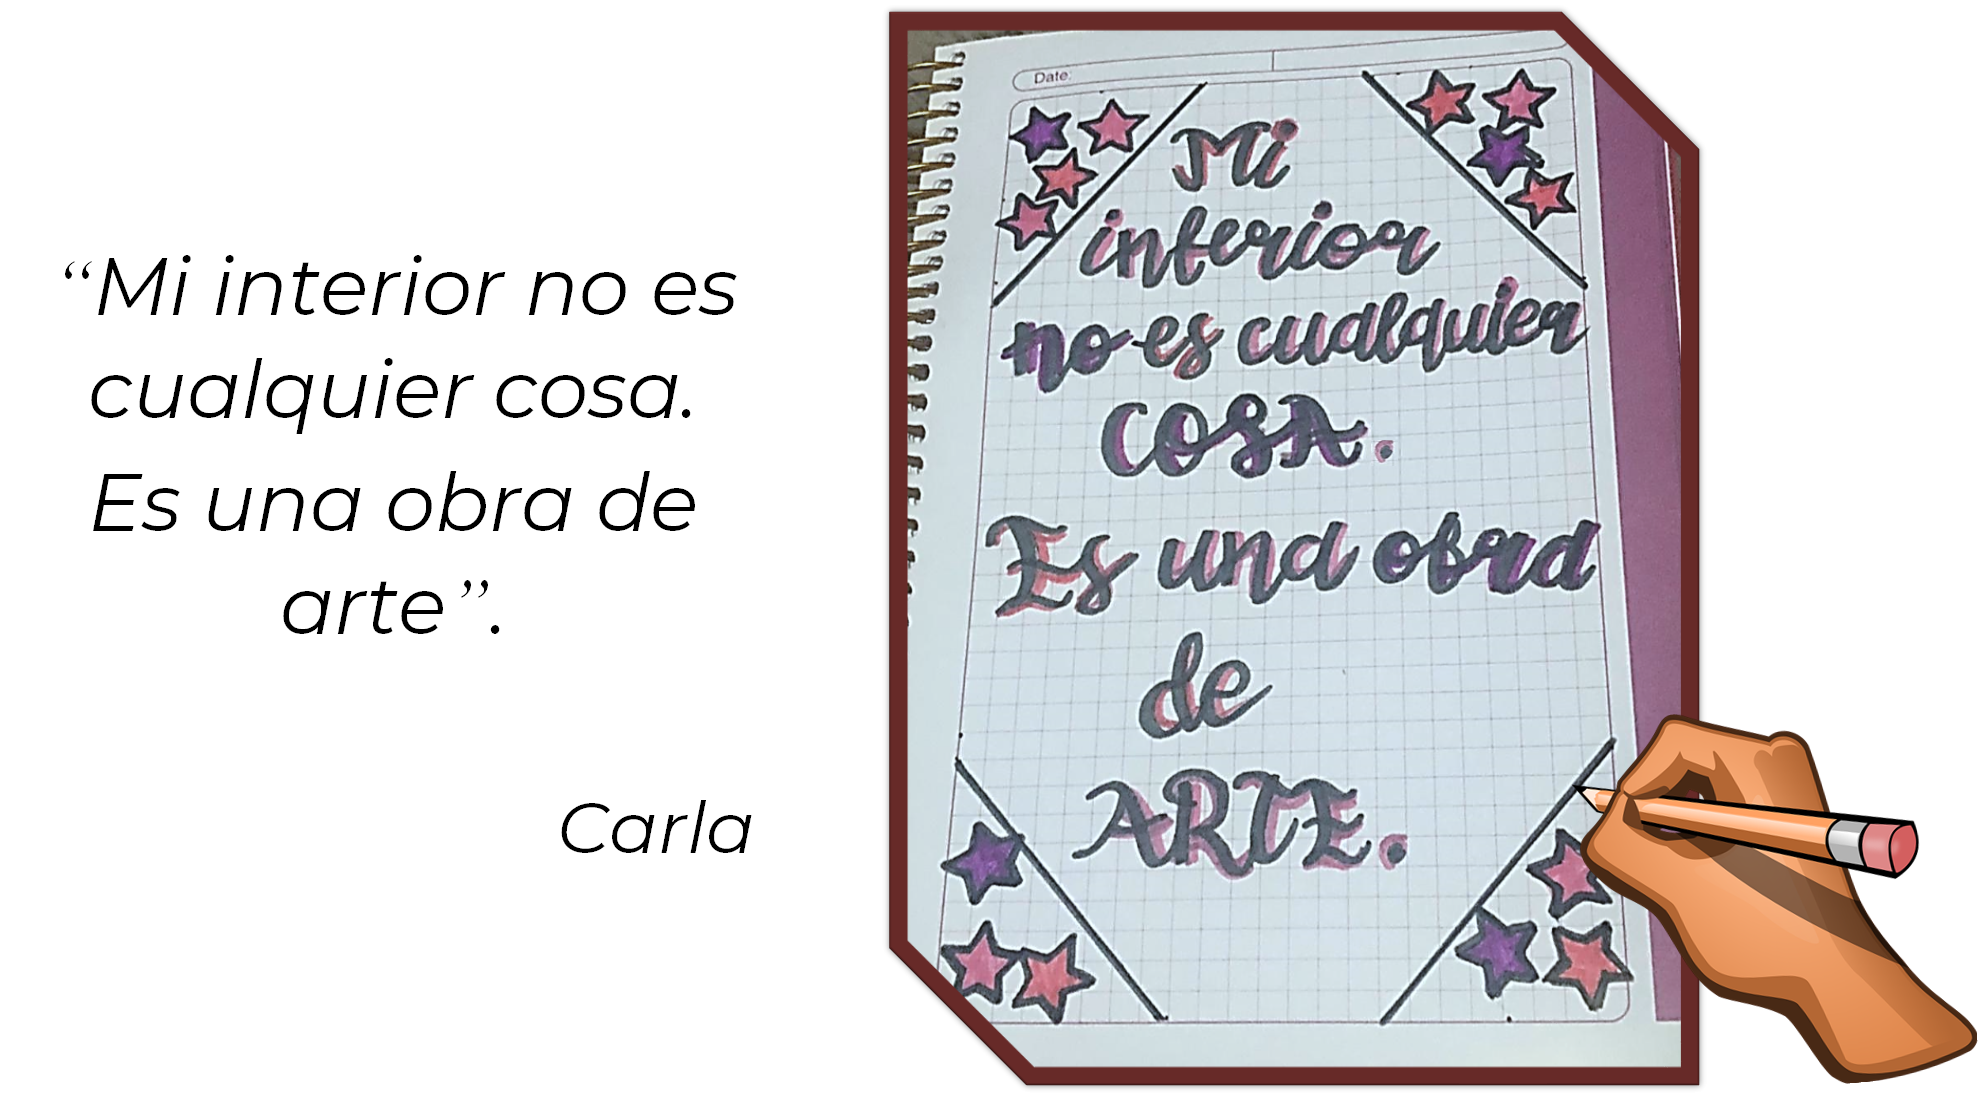 “Mi interior no es
cualquier cosa.
Es una obra de
arte”.
Carla
Date:
Mi
interior
no es cualquier
COSA.
Es una obra
de
ARTE.